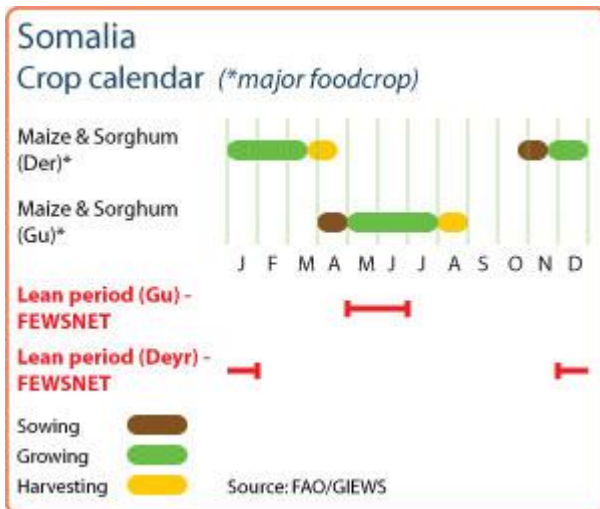 Somalia
Crop calendar (*major foodcrop)
Maize & Sorghum
(Der)*
Maize & Sorghum
(Gu)*
J F M A M J J A S O N D
Lean period (Gu) -
FEWSNET
Lean period (Deyr) -
FEWSNET
Sowing
Growing
Harvesting
Source: FAO/GIEWS